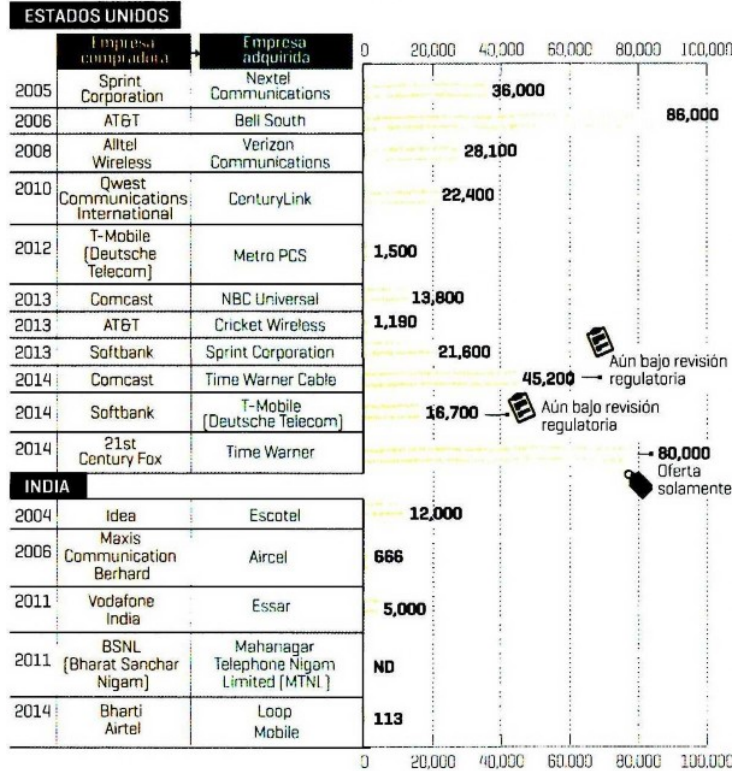 ESTADOS UNIDOS
Empresa compradora
Empresa adquirida
0 20,000 40,000 60,000 80,000 100,000
2005 Sprint Corporation Nextel Communications 36,000
2006 AT&T Bell South 86,000
2008 Alltel Wireless Verizon Communications 28,100
2010 Qwest Communications International CenturyLink 22,400
2012 T-Mobile (Deutsche Telecom) Metro PCS 1,500
2013 Comcast NBC Universal 13,800
2013 AT&T Cricket Wireless 1,190
2013 Softbank Sprint Corporation 21,600
2014 Comcast Time Warner Cable 45,200 Aún bajo revisión regulatoria
2014 Softbank T-Mobile (Deutsche Telecom) 16,700 Aún bajo revisión regulatoria
2014 21st Century Fox Time Warner 80,000 Oferta solamente
INDIA
2004 Idea Escotel 12,000
2006 Maxis Communication Berhard Aircel 666
2011 Vodafone India Essar 5,000
2011 BSNL (Bharat Sanchar Nigam) Mahanagar Telephone Nigam Limited (MTNL) ND
2014 Bharti Airtel Loop Mobile 113
0 20,000 40,000 60,000 80,000 100,000